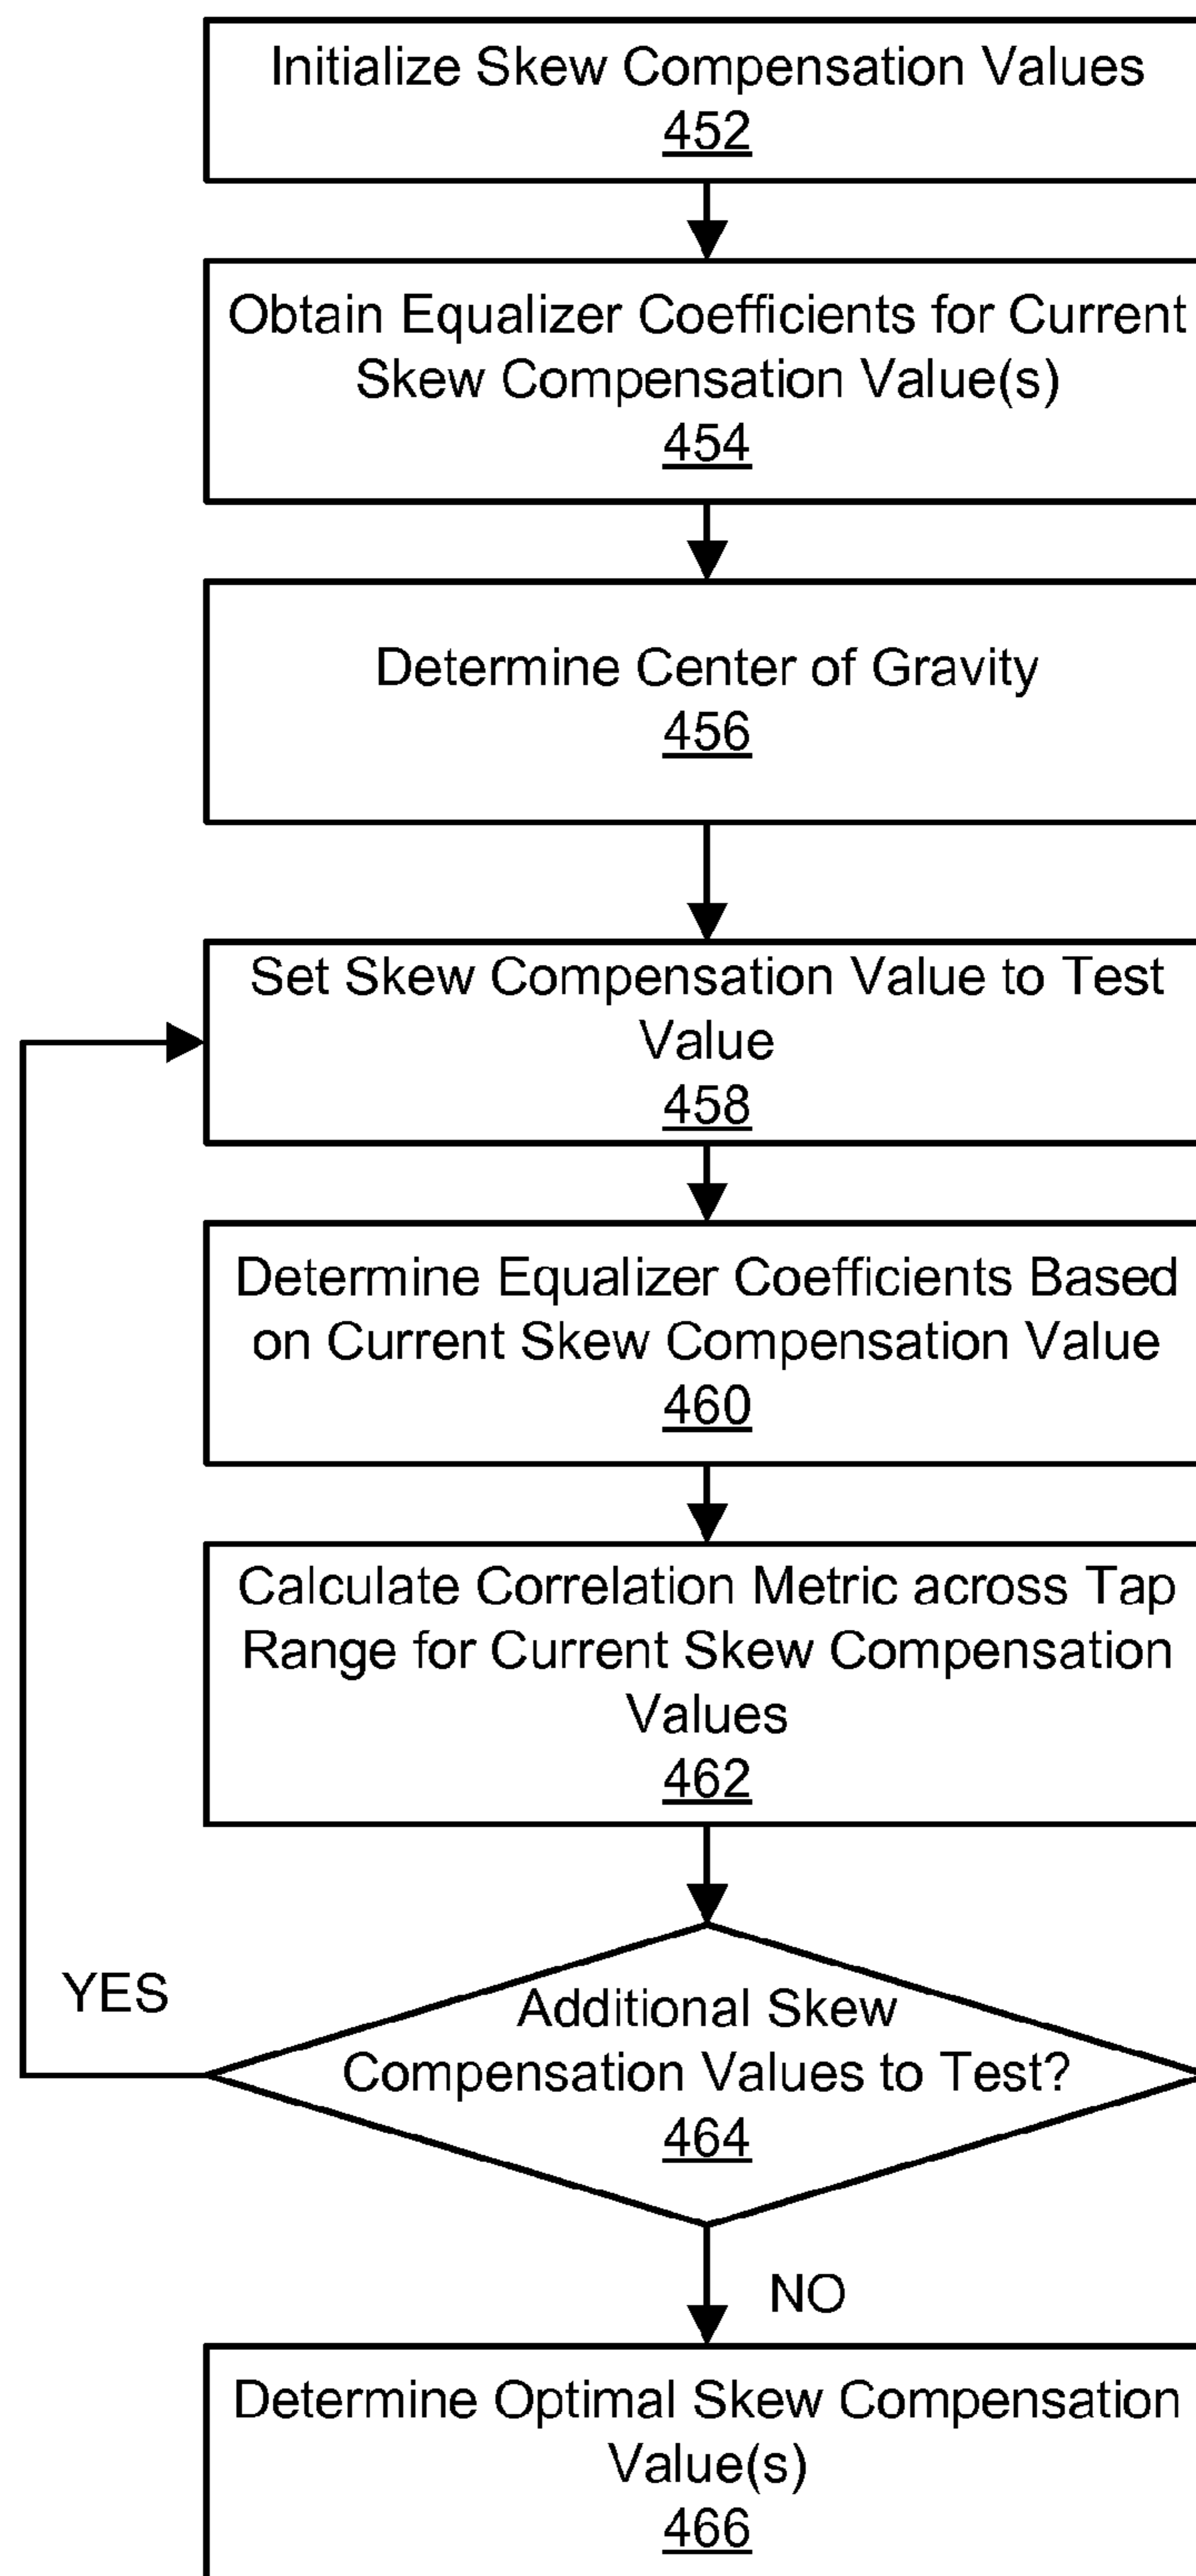 Initialize Skew Compensation Values
452
Obtain Equalizer Coefficients for Current
Skew Compensation Value(s)
454
Determine Center of Gravity
456
Set Skew Compensation Value to Test
Value
458
Determine Equalizer Coefficients Based
on Current Skew Compensation Value
460
Calculate Correlation Metric across Tap
Range for Current Skew Compensation
Values
462
YES
Additional Skew
Compensation Values to Test?
464
NO
Determine Optimal Skew Compensation
Value(s)
466